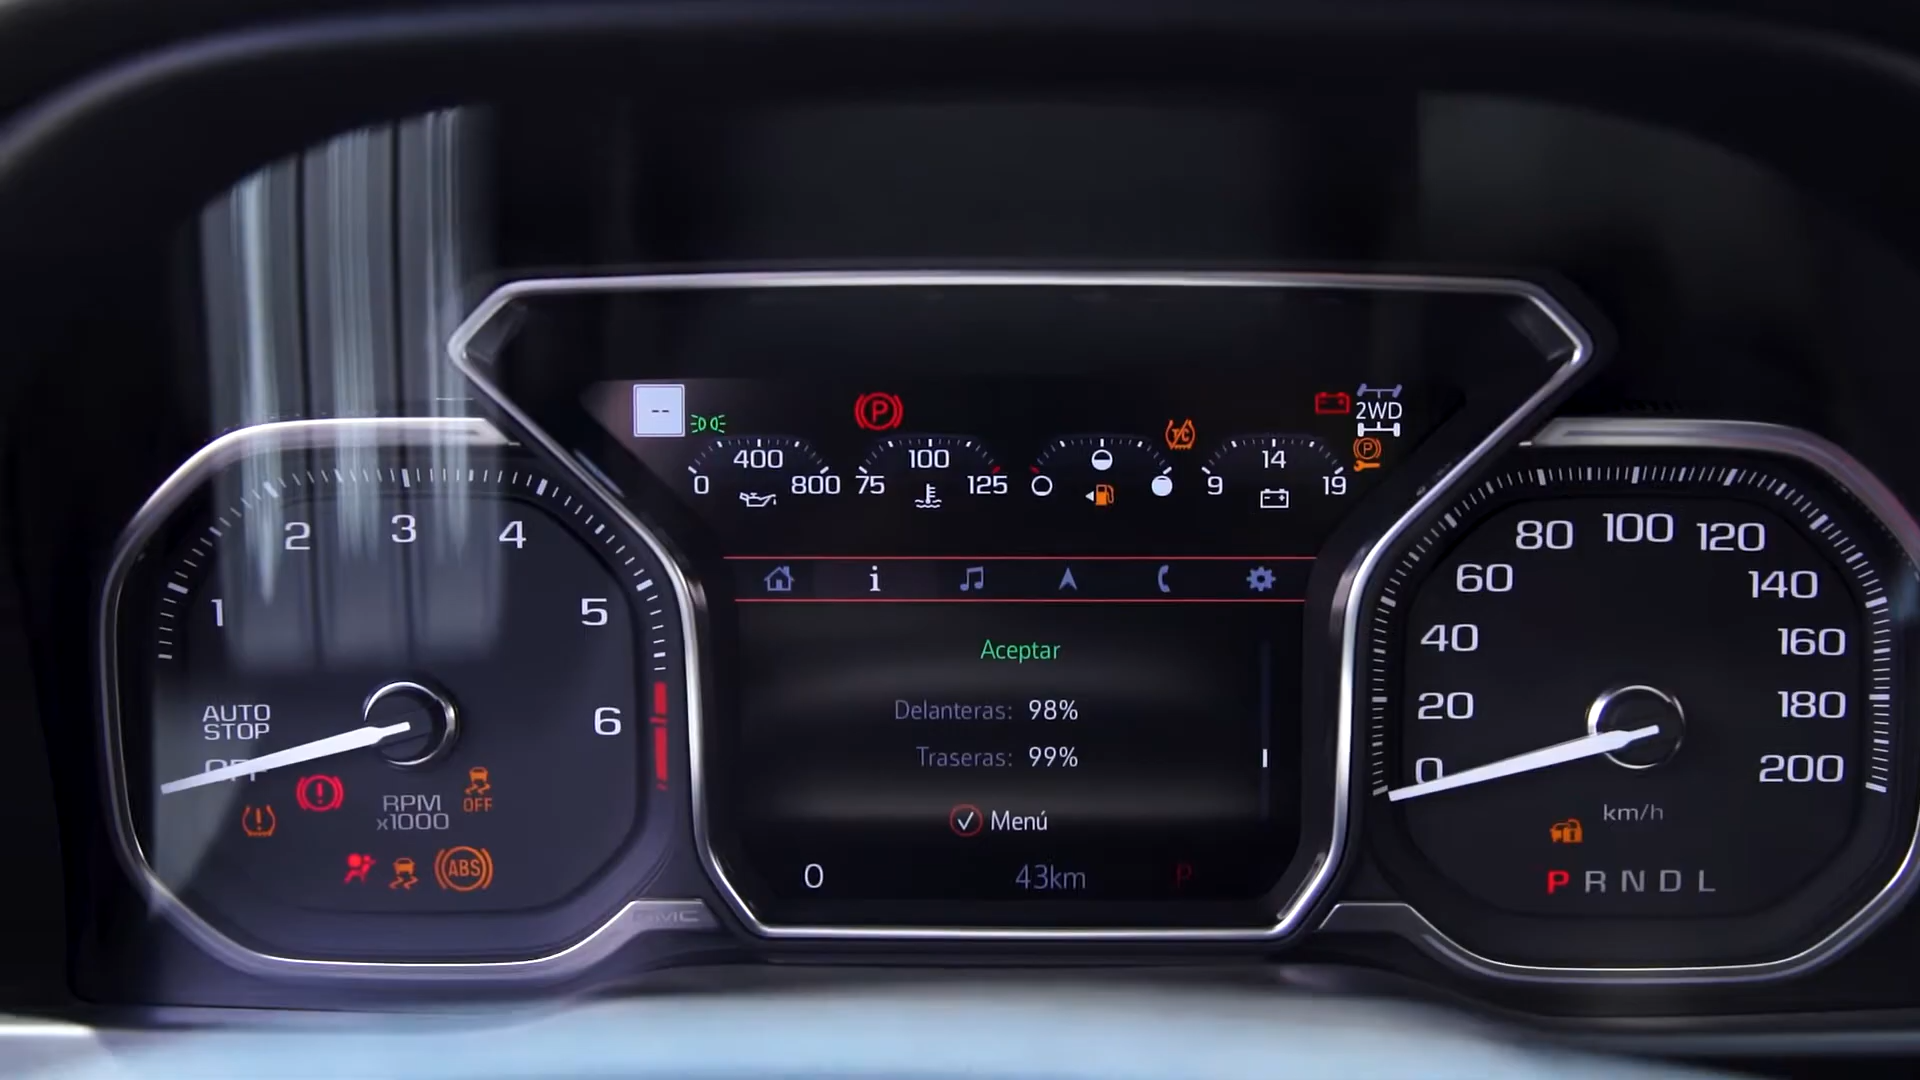 --
P
2WD
400
0 800
100
75 125
14
9 19
P
1
2
3
4
5
6
AUTO
STOP
OFF
RPM
x1000
OFF
ABS
i
Aceptar
Delanteras: 98%
Traseras: 99%
Menú
0 43km P
0
20
40
60
80
100
120
140
160
180
200
km/h
P R N D L
GMC